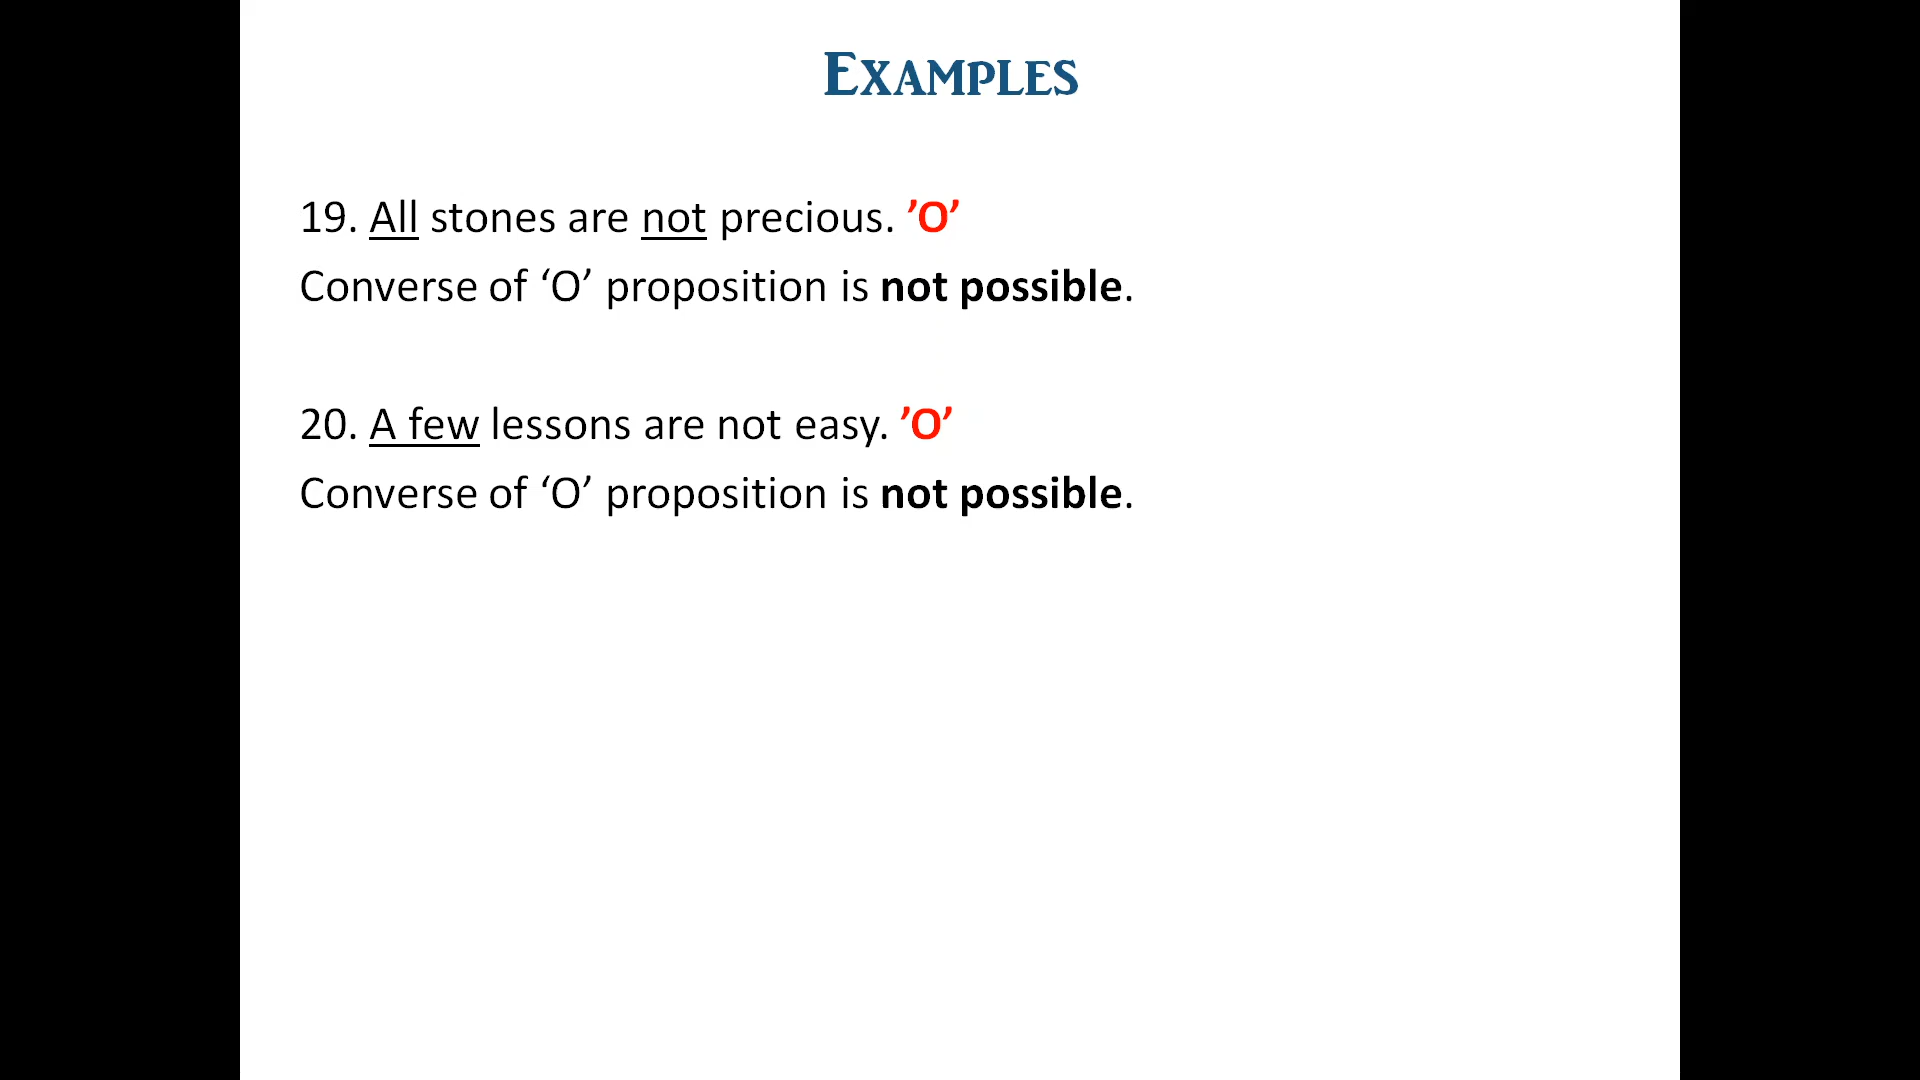 EXAMPLES
19. All stones are not precious. ’O’
Converse of ‘O’ proposition is not possible.
20. A few lessons are not easy. ’O’
Converse of ‘O’ proposition is not possible.